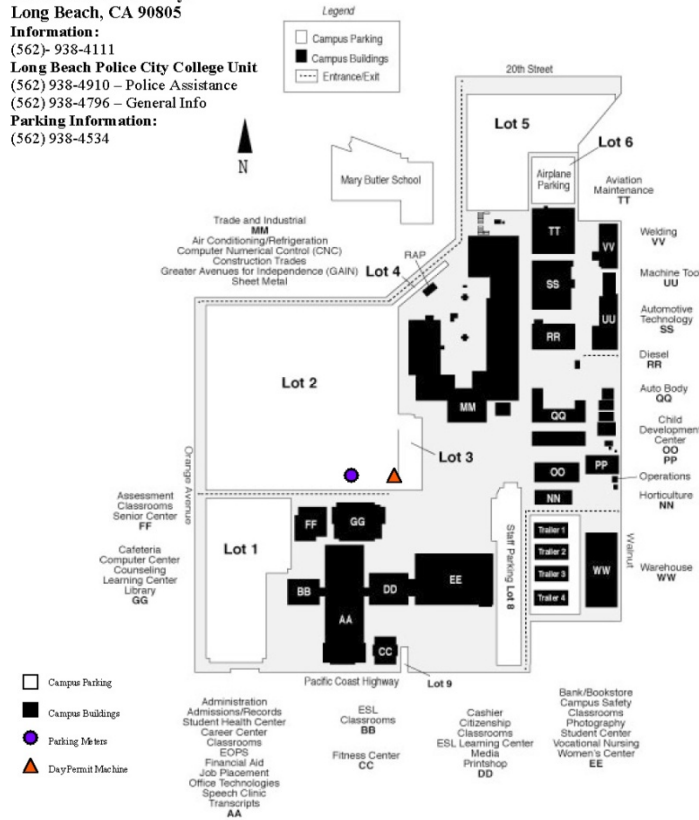 Long Beach, CA 90805
Information:
(562)- 938-4111
Long Beach Police City College Unit
(562) 938-4910 – Police Assistance
(562) 938-4796 – General Info
Parking Information:
(562) 938-4534
Legend
Campus Parking
Campus Buildings
Entrance/Exit
N
20th Street
Lot 5
Lot 6
Airplane
Parking
Mary Butler School
Aviation
Maintenance
TT
Trade and Industrial
MM
Air Conditioning/Refrigeration
Computer Numerical Control (CNC)
Construction Trades
Greater Avenues for Independence (GAIN)
Sheet Metal
RAP
Lot 4
TT
VV
Welding
VV
SS
Machine Too
UU
UU
Automotive
Technology
SS
RR
Diesel
RR
Lot 2
MM
QQ
Auto Body
QQ
Child
Development
Center
OO
PP
Lot 3
OO
PP
Operations
Orange Avenue
NN
Horticulture
NN
Assessment
Classrooms
Senior Center
FF
FF
GG
Lot 1
Staff Parking Lot 8
Trailer 1
Trailer 2
Trailer 3
Trailer 4
WW
Walnut
Warehouse
WW
Cafeteria
Computer Center
Counseling
Learning Center
Library
GG
BB
AA
DD
EE
CC
Pacific Coast Highway
Lot 9
Campus Parking
Campus Buildings
Parking Meters
Day Permit Machine
Administration
Admissions/Records
Student Health Center
Career Center
Classrooms
EOPS
Financial Aid
Job Placement
Office Technologies
Speech Clinic
Transcripts
AA
ESL
Classrooms
BB
Fitness Center
CC
Cashier
Citizenship
Classrooms
ESL Learning Center
Media
Printshop
DD
Bank/Bookstore
Campus Safety
Classrooms
Photography
Student Center
Vocational Nursing
Women's Center
EE